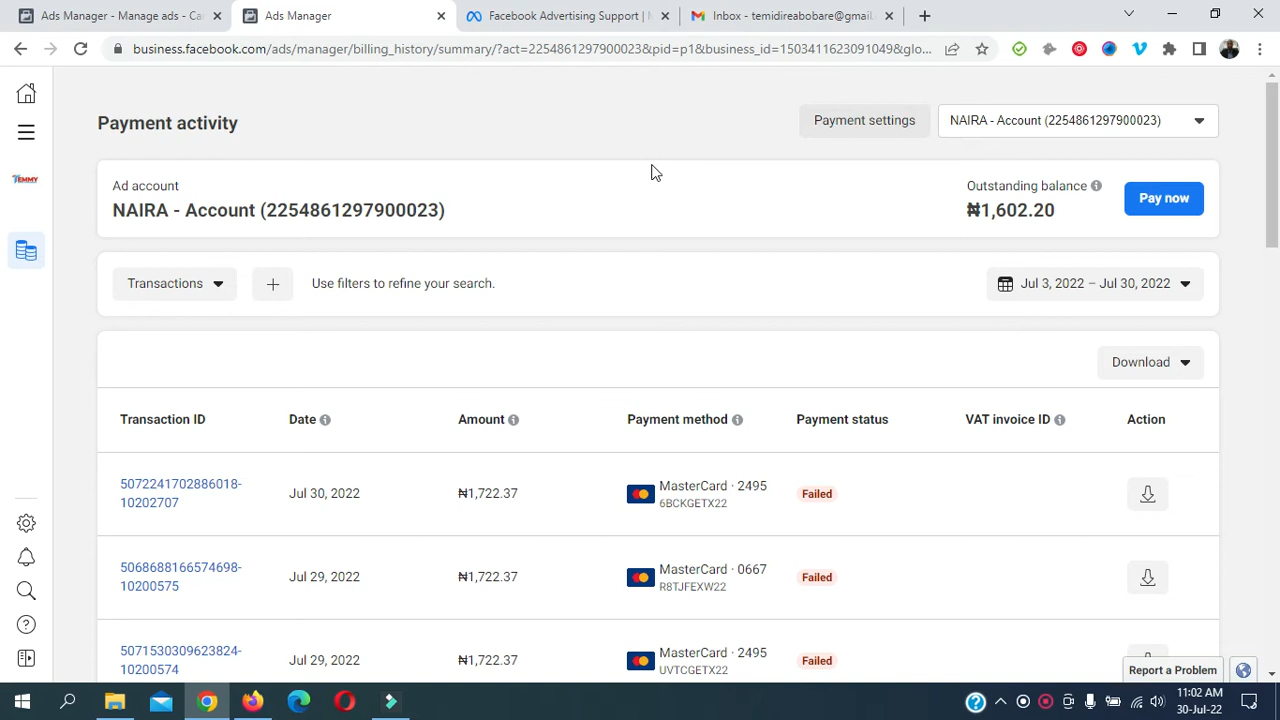 Ads Manager - Manage ads - Ca
Ads Manager
Facebook Advertising Support | M
Inbox - temidireabobare@gmail.
business.facebook.com/ads/manager/billing_history/summary/?act=2254861297900023&pid=p1&business_id=1503411623091049&glo...
TEMMY
Payment activity
Payment settings
NAIRA - Account (2254861297900023)
Ad account
NAIRA - Account (2254861297900023)
Outstanding balance
₦1,602.20
Pay now
Transactions
Use filters to refine your search.
Jul 3, 2022 – Jul 30, 2022
Download
Transaction ID Date Amount Payment method Payment status VAT invoice ID Action
5072241702886018-
10202707
Jul 30, 2022
₦1,722.37
MasterCard · 2495
6BCKGETX22
Failed
5068688166574698-
10200575
Jul 29, 2022
₦1,722.37
MasterCard · 0667
R8TJFEXW22
Failed
5071530309623824-
10200574
Jul 29, 2022
₦1,722.37
MasterCard · 2495
UVTCGETX22
Failed
Report a Problem
11:02 AM
30-Jul-22